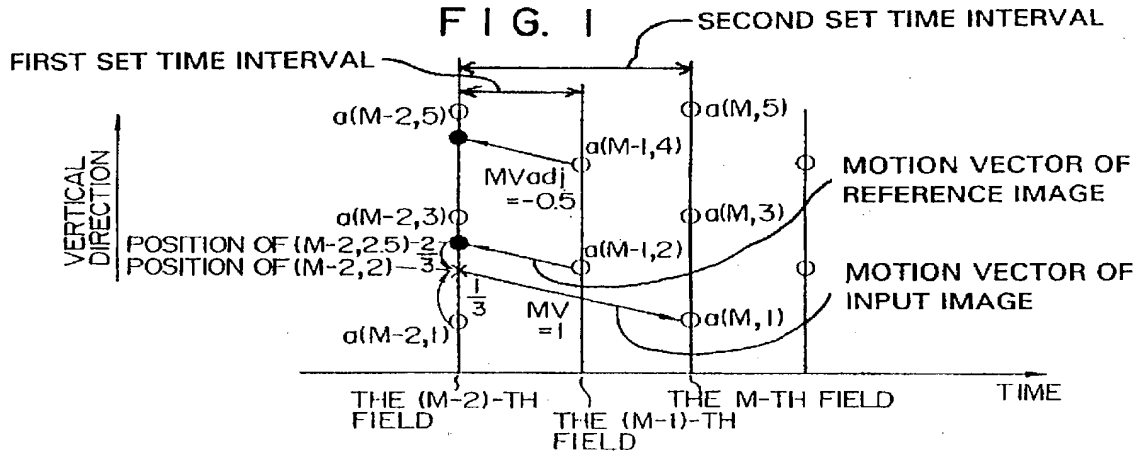 FIG. 1
SECOND SET TIME INTERVAL
FIRST SET TIME INTERVAL
a(M-2,5)
a(M,5)
a(M-1,4)
MVadj
=-0.5
MOTION VECTOR OF
REFERENCE IMAGE
VERTICAL
DIRECTION
a(M-2,3)
a(M,3)
POSITION OF (M-2,2.5)
2/3
a(M-1,2)
POSITION OF (M-2,2)
MOTION VECTOR OF
INPUT IMAGE
1/3
MV
=1
a(M-2,1)
a(M,1)
TIME
THE (M-2)-TH
FIELD
THE (M-1)-TH
FIELD
THE M-TH FIELD